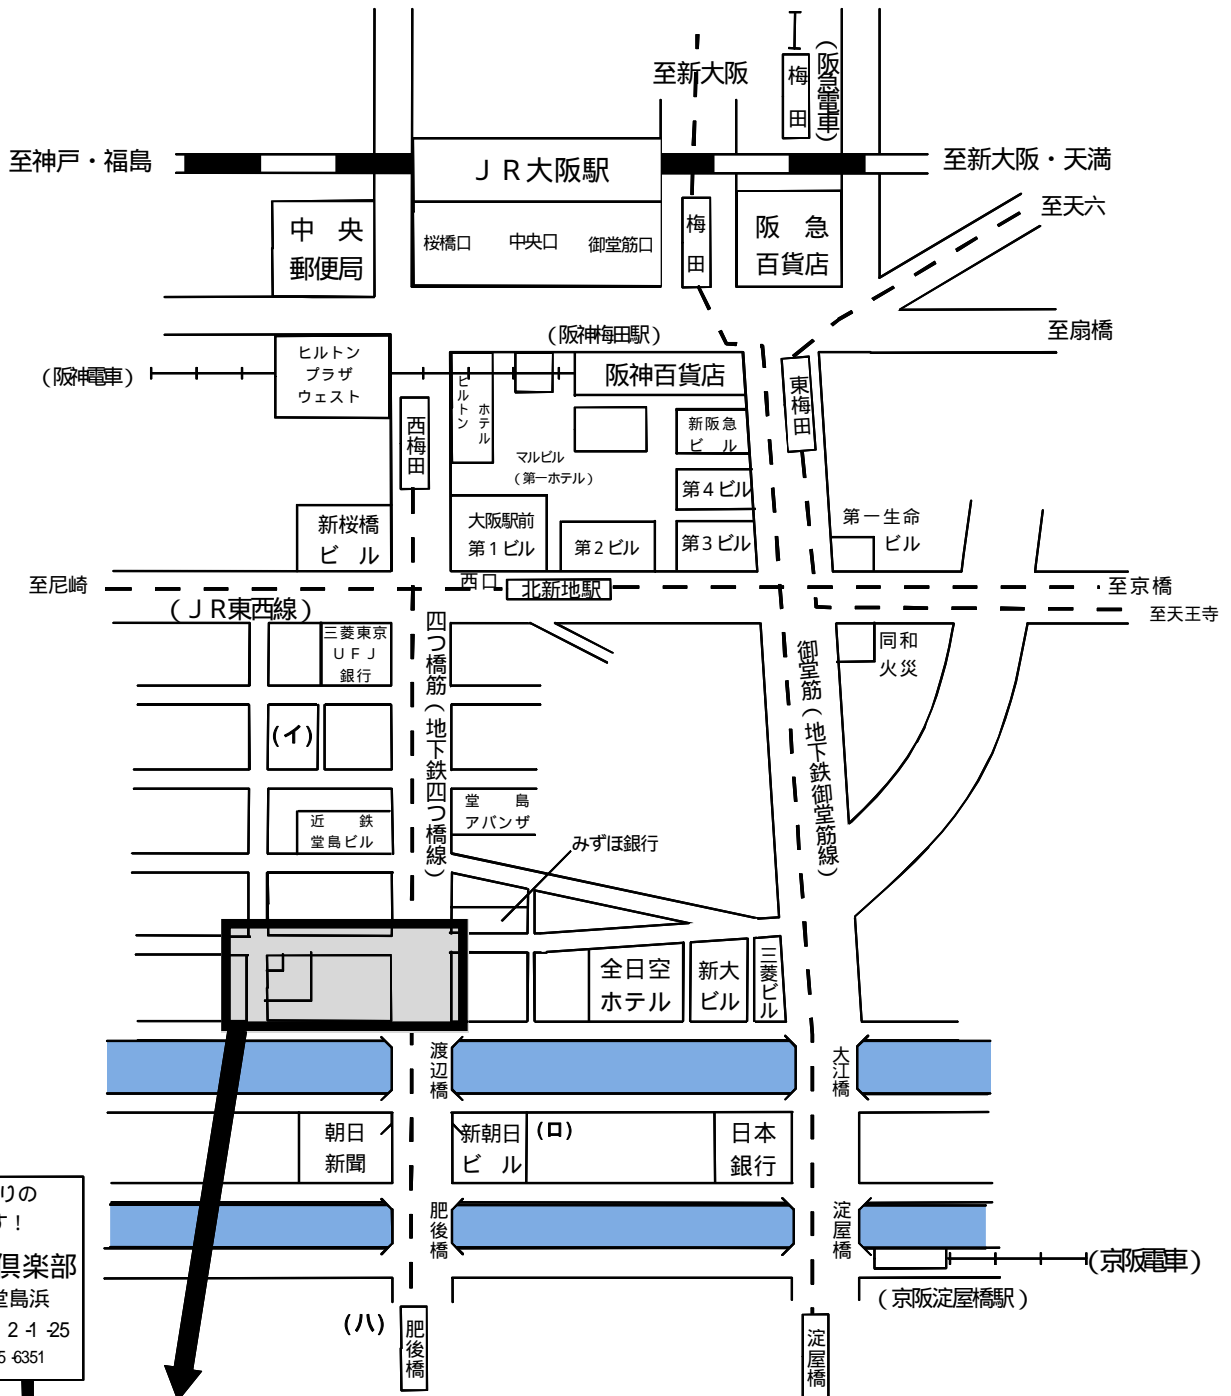 至新大阪
梅田
(阪急電車)
至神戸・福島
ＪＲ大阪駅
至新大阪・天満
至天六
中 央
郵便局
桜橋口
中央口
御堂筋口
梅田
阪 急
百貨店
至扇橋
(阪神梅田駅)
(阪神電車)
ヒルトン
プラザ
ウェスト
ヒルトン
ホテル
阪神百貨店
西梅田
東梅田
新阪急
ビ ル
マルビル
(第一ホテル)
第4ビル
新桜橋
ビ ル
大阪駅前
第1ビル
第2ビル
第3ビル
第一生命
ビル
至尼崎
西口
北新地駅
至京橋
(ＪＲ東西線)
至天王寺
三菱東京
ＵＦＪ
銀行
四つ橋筋(地下鉄四つ橋線)
御堂筋(地下鉄御堂筋線)
同和
火災
(イ)
近 鉄
堂島ビル
堂 島
アバンザ
みずほ銀行
全日空
ホテル
新大
ビル
三菱ビル
渡辺橋
大江橋
朝日
新聞
新朝日
ビ ル
(ロ)
日本
銀行
肥後橋
淀屋橋
(京阪電車)
(京阪淀屋橋駅)
りの
す！
倶楽部
堂島浜
2-1-25
5-6351
(ハ)
肥後橋
淀屋橋